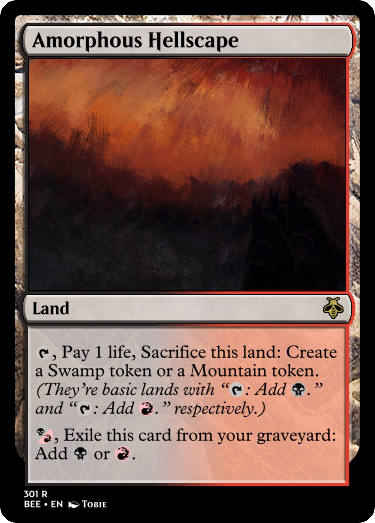 Amorphous Hellscape
Land
, Pay 1 life, Sacrifice this land: Create
a Swamp token or a Mountain token.
(They're basic lands with “: Add .”
and “: Add .” respectively.)
, Exile this card from your graveyard:
Add or .
301 R
BEE • EN Tobie